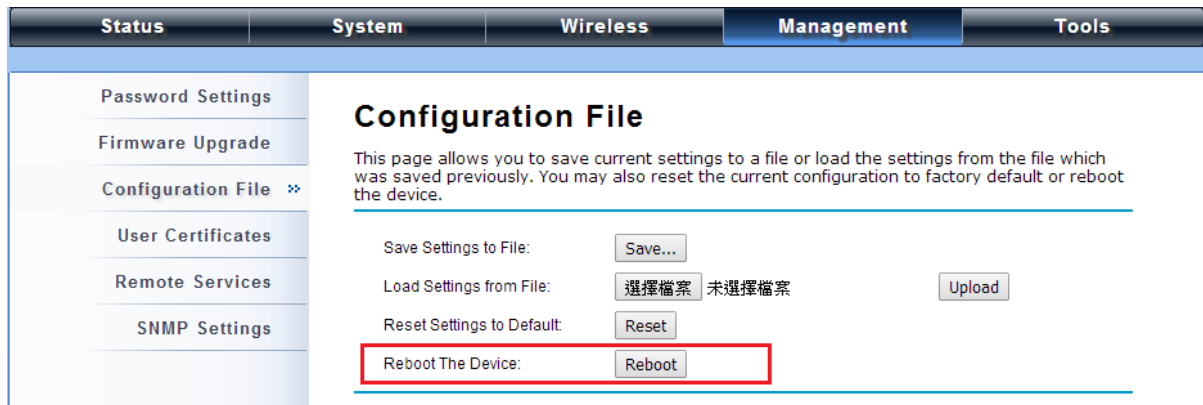 Status System Wireless Management Tools
Password Settings
Firmware Upgrade
Configuration File »
User Certificates
Remote Services
SNMP Settings
Configuration File
This page allows you to save current settings to a file or load the settings from the file which
was saved previously. You may also reset the current configuration to factory default or reboot
the device.
Save Settings to File: Save...
Load Settings from File: 選擇檔案 未選擇檔案 Upload
Reset Settings to Default: Reset
Reboot The Device: Reboot